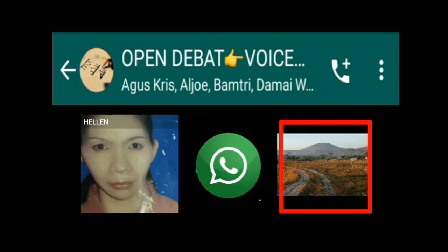 OPEN DEBAT👉VOICE...
Agus Kris, Aljoe, Bamtri, Damai W...
HELLEN